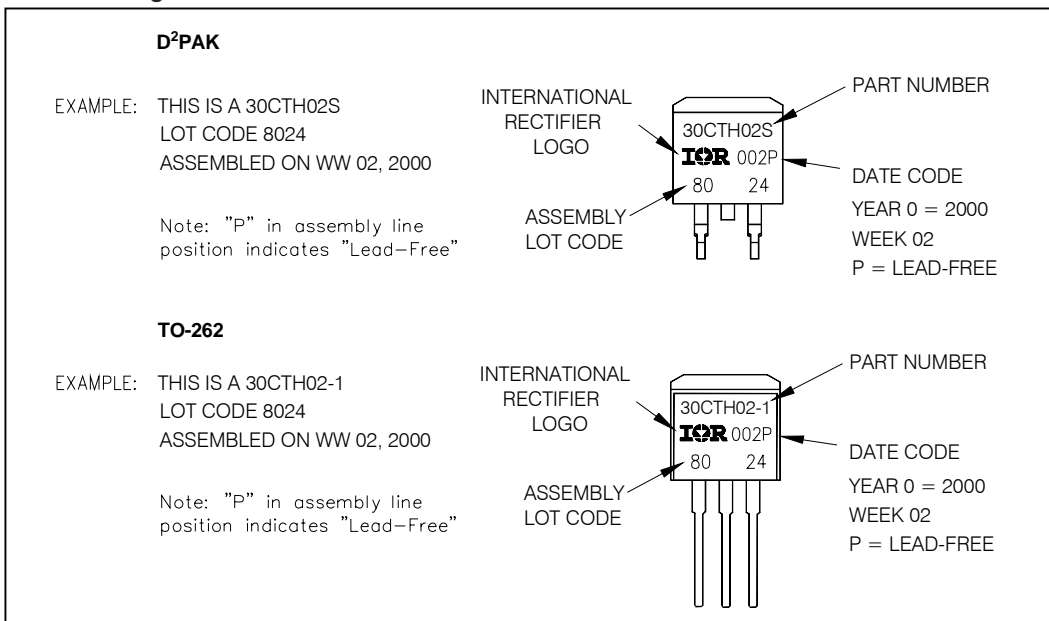 D²PAK
EXAMPLE: THIS IS A 30CTH02S
LOT CODE 8024
ASSEMBLED ON WW 02, 2000
Note: "P" in assembly line
position indicates "Lead-Free"
INTERNATIONAL
RECTIFIER
LOGO
ASSEMBLY
LOT CODE
30CTH02S
IOR 002P
80 24
PART NUMBER
DATE CODE
YEAR 0 = 2000
WEEK 02
P = LEAD-FREE
TO-262
EXAMPLE: THIS IS A 30CTH02-1
LOT CODE 8024
ASSEMBLED ON WW 02, 2000
Note: "P" in assembly line
position indicates "Lead-Free"
INTERNATIONAL
RECTIFIER
LOGO
ASSEMBLY
LOT CODE
30CTH02-1
IOR 002P
80 24
PART NUMBER
DATE CODE
YEAR 0 = 2000
WEEK 02
P = LEAD-FREE